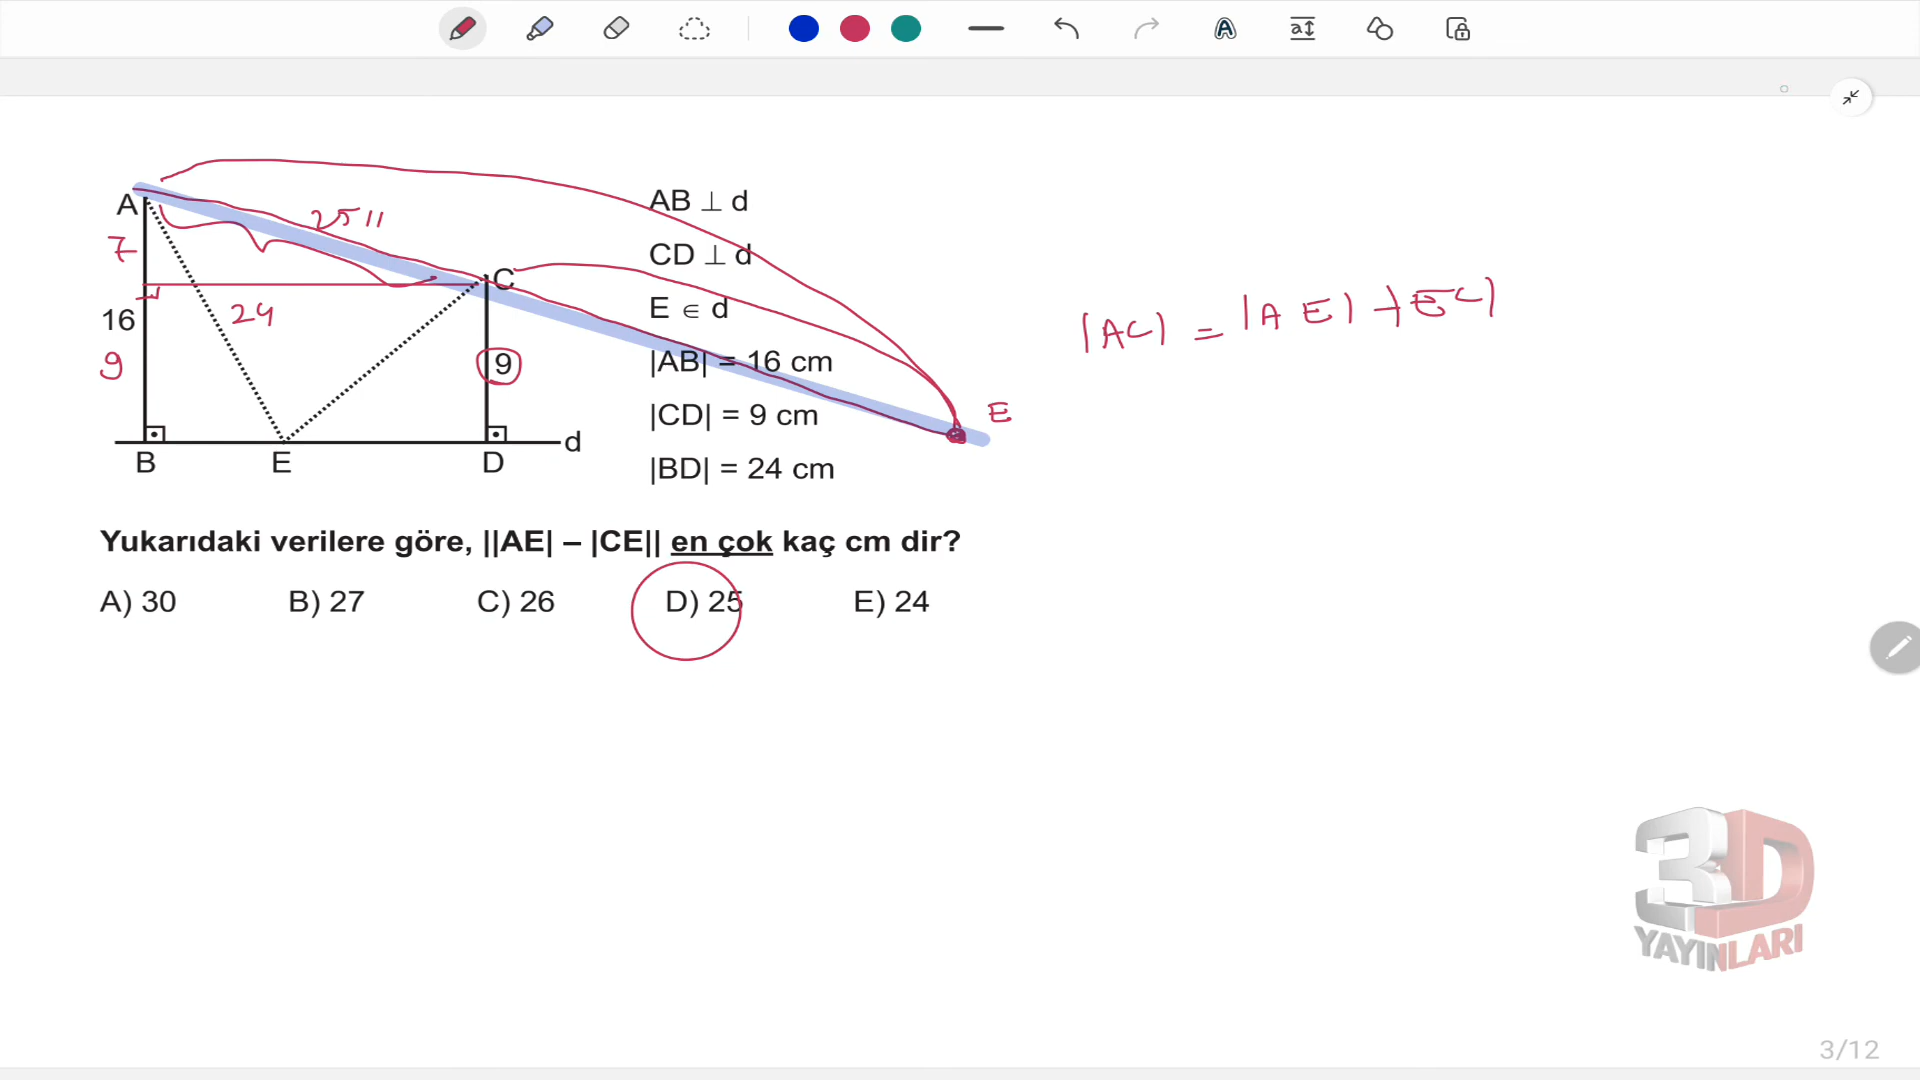 A
7
25
16
9
24
C
9
B
E
D
d
AB ⊥ d
CD ⊥ d
E ∈ d
|AB| = 16 cm
|CD| = 9 cm
|BD| = 24 cm
E
|AC| = |AE| + EC|
Yukarıdaki verilere göre, ||AE| – |CE|| en çok kaç cm dir?
A) 30 B) 27 C) 26 D) 25 E) 24
3D
YAYINLARI
3/12